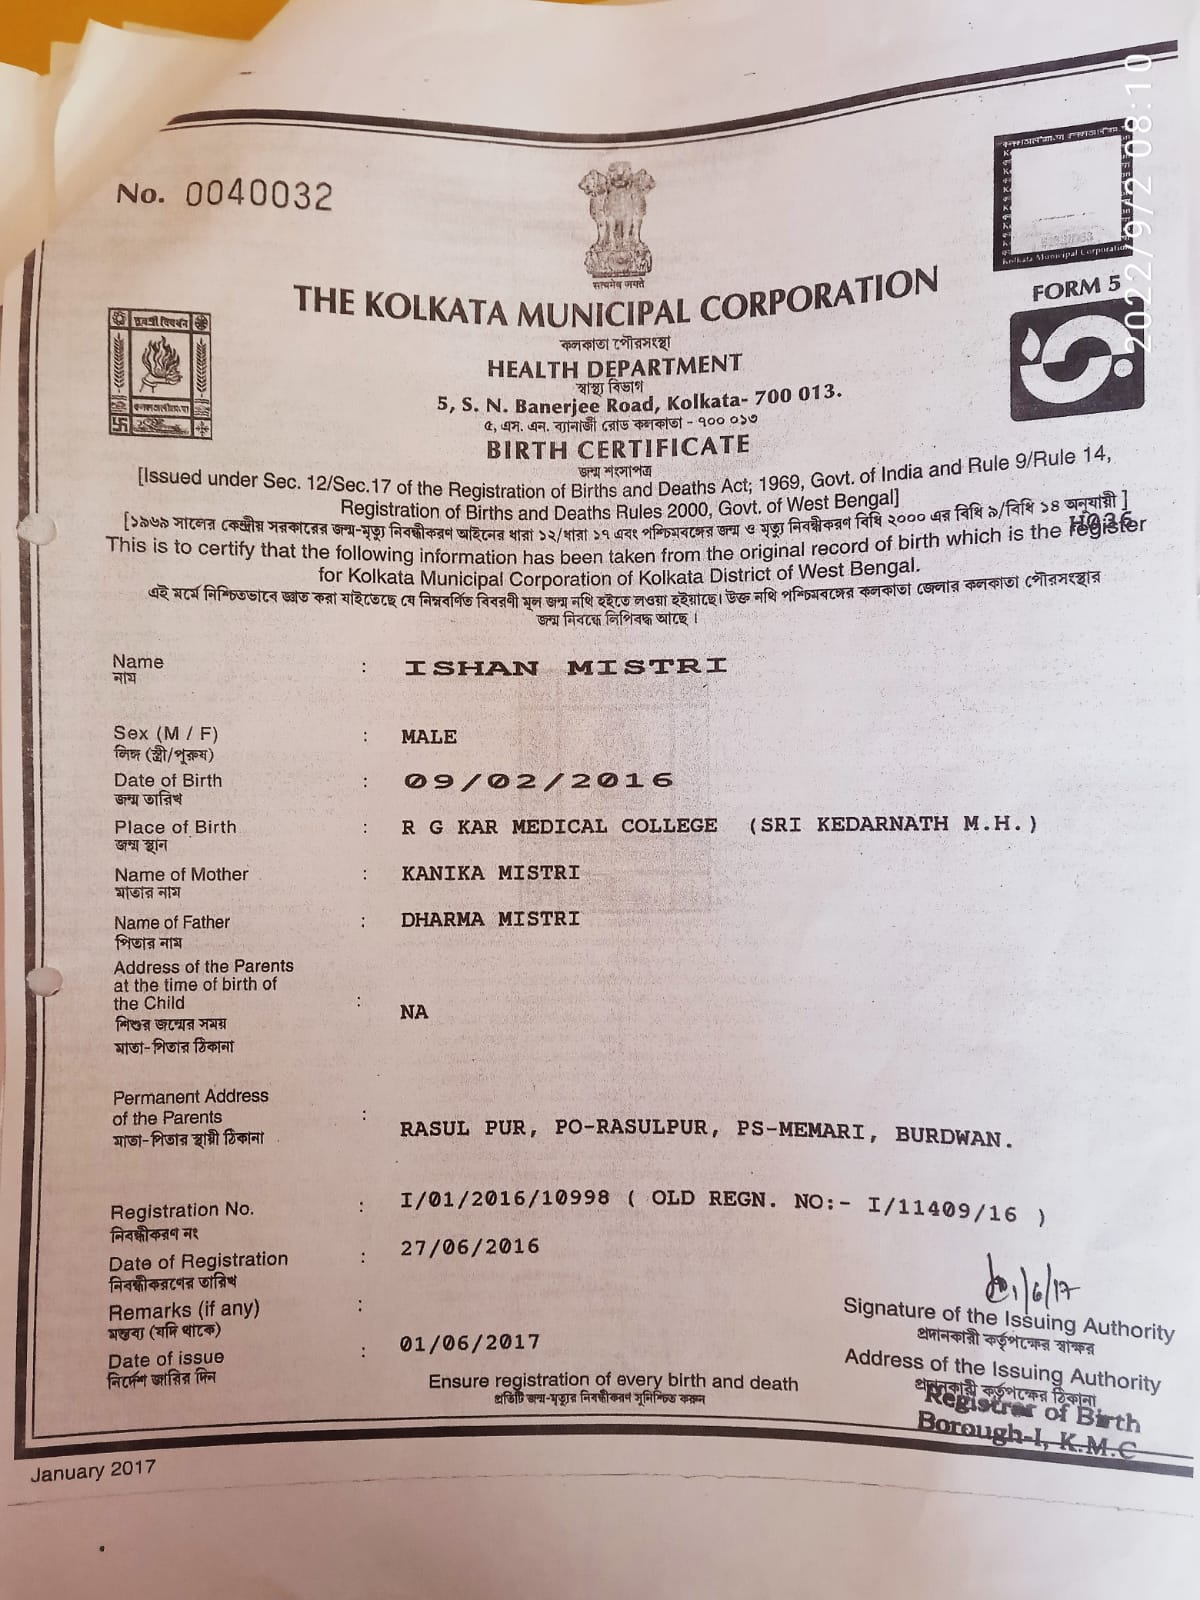 No. 0040032
सत्यमेव जयते
Kolkata Municipal Corporation
THE KOLKATA MUNICIPAL CORPORATION
FORM 5
কলকাতা পৌরসংস্থা
HEALTH DEPARTMENT
স্বাস্থ্য বিভাগ
5, S. N. Banerjee Road, Kolkata- 700 013.
৫, এস. এন. ব্যানার্জী রোড কলকাতা - ৭০০ ০১৩
BIRTH CERTIFICATE
জন্ম শংসাপত্র
[Issued under Sec. 12/Sec.17 of the Registration of Births and Deaths Act; 1969, Govt. of India and Rule 9/Rule 14,
Registration of Births and Deaths Rules 2000, Govt. of West Bengal]
[১৯৬৯ সালের কেন্দ্রীয় সরকারের জন্ম-মৃত্যু নিবন্ধীকরণ আইনের ধারা ১২/ধারা ১৭ এবং পশ্চিমবঙ্গের জন্ম ও মৃত্যু নিবন্ধীকরণ বিধি ২০০০ এর বিধি ৯/বিধি ১৪ অনুযায়ী ]
This is to certify that the following information has been taken from the original record of birth which is the register
for Kolkata Municipal Corporation of Kolkata District of West Bengal.
এই মর্মে নিশ্চিতভাবে জ্ঞাত করা যাইতেছে যে নিম্নবর্ণিত বিবরণী মূল জন্ম নথি হইতে লওয়া হইয়াছে। উক্ত নথি পশ্চিমবঙ্গের কলকাতা জেলার কলকাতা পৌরসংস্থার
জন্ম নিবন্ধে লিপিবদ্ধ আছে ।
Name : ISHAN MISTRI
নাম
Sex (M / F) : MALE
লিঙ্গ (স্ত্রী/পুরুষ)
Date of Birth : 09/02/2016
জন্ম তারিখ
Place of Birth : R G KAR MEDICAL COLLEGE (SRI KEDARNATH M.H.)
জন্ম স্থান
Name of Mother : KANIKA MISTRI
মাতার নাম
Name of Father : DHARMA MISTRI
পিতার নাম
Address of the Parents
at the time of birth of
the Child : NA
শিশুর জন্মের সময়
মাতা-পিতার ঠিকানা
Permanent Address
of the Parents : RASUL PUR, PO-RASULPUR, PS-MEMARI, BURDWAN.
মাতা-পিতার স্থায়ী ঠিকানা
Registration No. : I/01/2016/10998 ( OLD REGN. NO:- I/11409/16 )
নিবন্ধীকরণ নং
Date of Registration : 27/06/2016
নিবন্ধীকরণের তারিখ
Remarks (if any) :
মন্তব্য (যদি থাকে)
Date of issue : 01/06/2017
নির্দেশ জারির দিন
1/6/17
Signature of the Issuing Authority
প্রদানকারী কর্তৃপক্ষের স্বাক্ষর
Address of the Issuing Authority
প্রদানকারী কর্তৃপক্ষের ঠিকানা
Registrar of Birth
Borough-I, K.M.C
Ensure registration of every birth and death
প্রতিটি জন্ম-মৃত্যুর নিবন্ধীকরণ সুনিশ্চিত করুন
January 2017
2022/9/2 08:10